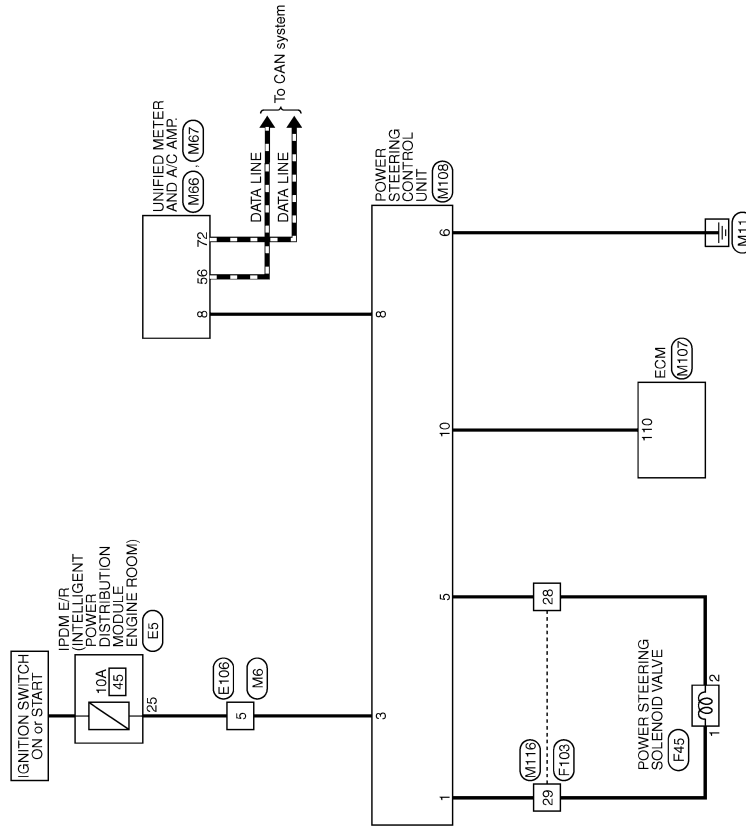 IGNITION SWITCH
ON or START
IPDM E/R
(INTELLIGENT
POWER
DISTRIBUTION
MODULE
ENGINE ROOM)
E5
10A
45
25
E106
5
M6
3
UNIFIED METER
AND A/C AMP.
M66 , M67
8
56
72
DATA LINE
DATA LINE
To CAN system
8
POWER
STEERING
CONTROL
UNIT
M108
1
5
10
6
M116
29
F103
28
POWER STEERING
SOLENOID VALVE
F45
1
2
110
ECM
M107
M11